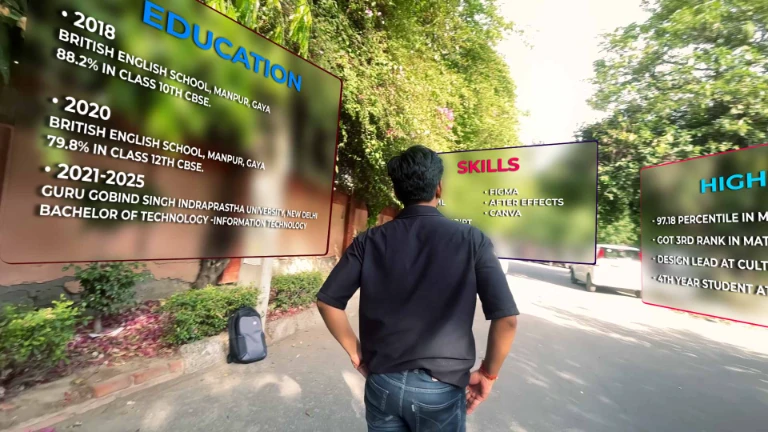 EDUCATION
• 2018
BRITISH ENGLISH SCHOOL, MANPUR, GAYA
88.2% IN CLASS 10TH CBSE.
• 2020
BRITISH ENGLISH SCHOOL, MANPUR, GAYA
79.8% IN CLASS 12TH CBSE.
• 2021-2025
GURU GOBIND SINGH INDRAPRASTHA UNIVERSITY, NEW DELHI
BACHELOR OF TECHNOLOGY -INFORMATION TECHNOLOGY
SKILLS
• FIGMA
• AFTER EFFECTS
• CANVA
HIGH
• 97.18 PERCENTILE IN M
• GOT 3RD RANK IN MAT
• DESIGN LEAD AT CULT
• 4TH YEAR STUDENT AT